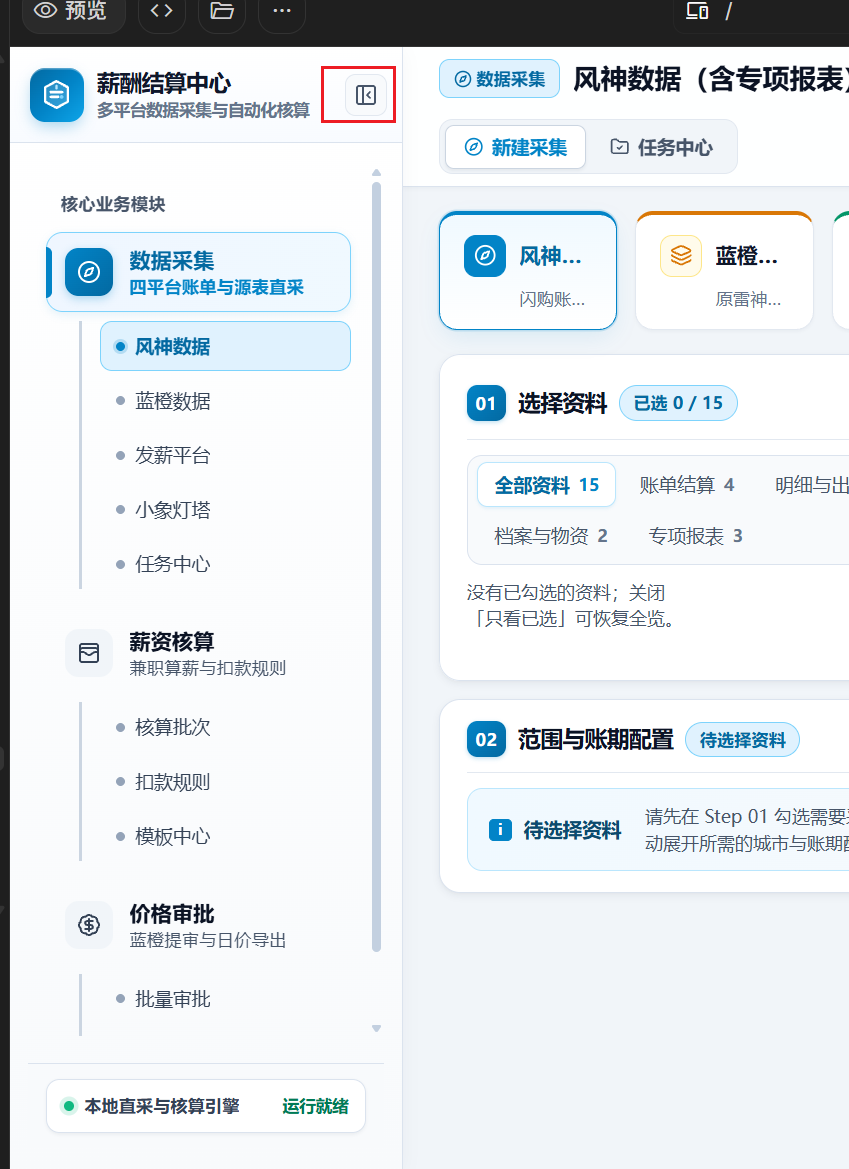 预览
/
薪酬结算中心
多平台数据采集与自动化核算
核心业务模块
数据采集
四平台账单与源表直采
风神数据
蓝橙数据
发薪平台
小象灯塔
任务中心
薪资核算
兼职算薪与扣款规则
核算批次
扣款规则
模板中心
价格审批
蓝橙提审与日价导出
批量审批
本地直采与核算引擎 运行就绪
数据采集 风神数据（含专项报表）
新建采集 任务中心
风神... 蓝橙...
闪购账... 原雷神...
01 选择资料 已选 0 / 15
全部资料 15 账单结算 4 明细与出
档案与物资 2 专项报表 3
没有已勾选的资料；关闭
「只看已选」可恢复全览。
02 范围与账期配置 待选择资料
i 待选择资料
请先在 Step 01 勾选需要
动展开所需的城市与账期